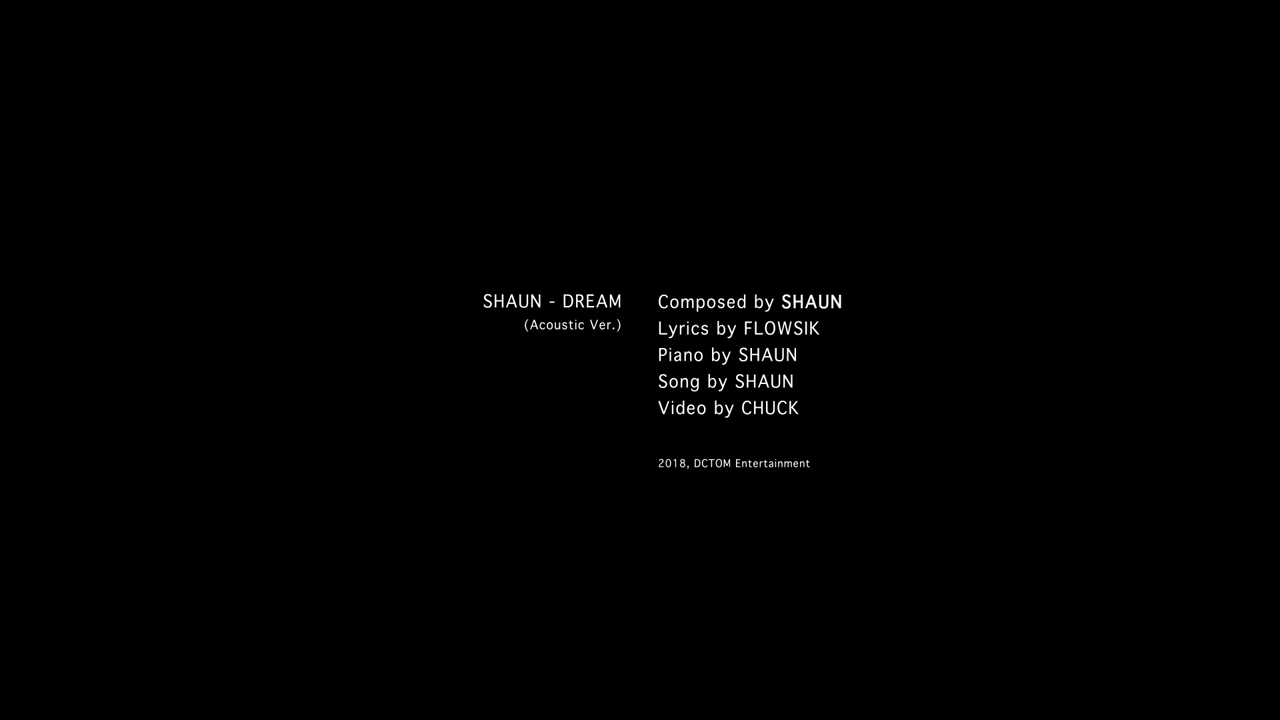 SHAUN - DREAM
(Acoustic Ver.)
Composed by SHAUN
Lyrics by FLOWSIK
Piano by SHAUN
Song by SHAUN
Video by CHUCK
2018, DCTOM Entertainment